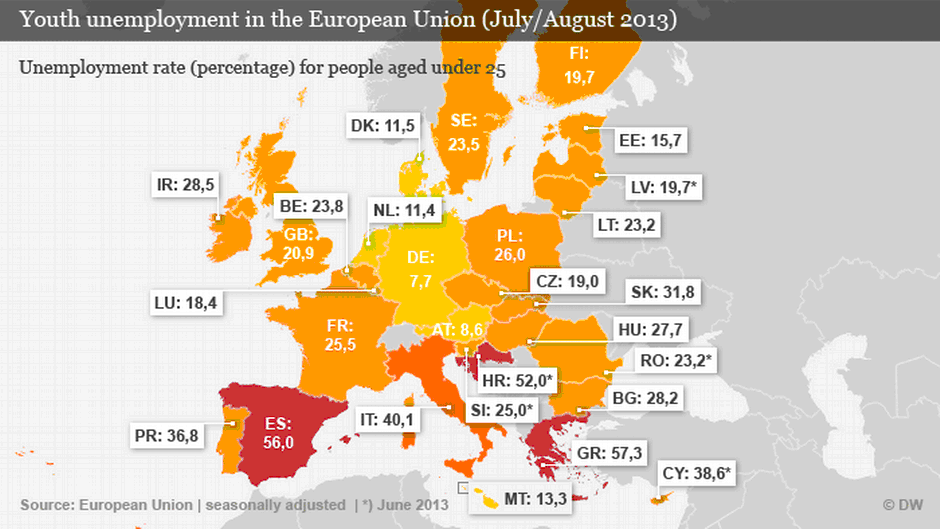 Youth unemployment in the European Union (July/August 2013)
Unemployment rate (percentage) for people aged under 25
FI:
19,7
SE:
23,5
DK: 11,5
EE: 15,7
LV: 19,7*
LT: 23,2
IR: 28,5
BE: 23,8
NL: 11,4
GB:
20,9
PL:
26,0
DE:
7,7
CZ: 19,0
SK: 31,8
LU: 18,4
FR:
25,5
AT: 8,6
HU: 27,7
RO: 23,2*
HR: 52,0*
BG: 28,2
SI: 25,0*
IT: 40,1
PR: 36,8
ES:
56,0
GR: 57,3
CY: 38,6*
MT: 13,3
Source: European Union | seasonally adjusted | *) June 2013
© DW